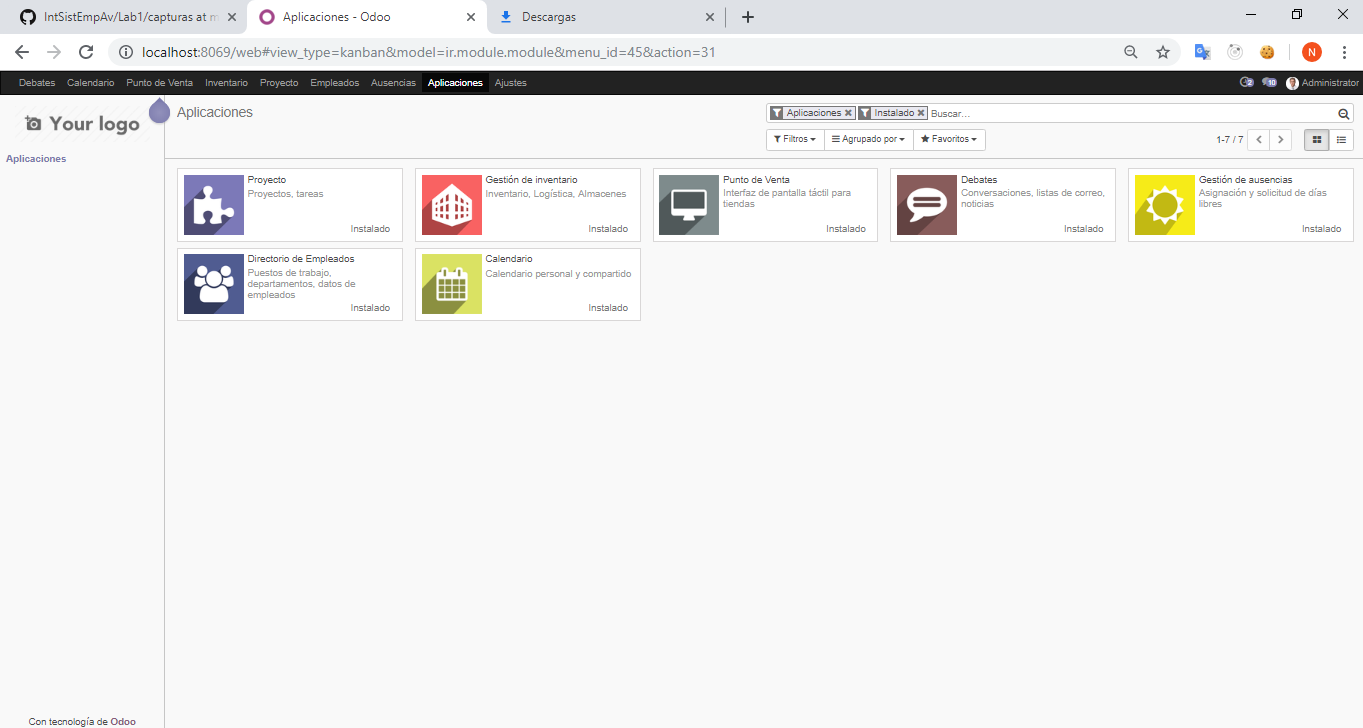 IntSistEmpAv/Lab1/capturas at m
Aplicaciones - Odoo
Descargas
localhost:8069/web#view_type=kanban&model=ir.module.module&menu_id=45&action=31
N
Debates Calendario Punto de Venta Inventario Proyecto Empleados Ausencias Aplicaciones Ajustes
2 10 Administrator
Your logo
Aplicaciones
Aplicaciones
Aplicaciones Instalado Buscar...
Filtros Agrupado por Favoritos
1-7 / 7
Proyecto
Proyectos, tareas
Instalado
Gestión de inventario
Inventario, Logística, Almacenes
Instalado
Punto de Venta
Interfaz de pantalla táctil para
tiendas
Instalado
Debates
Conversaciones, listas de correo,
noticias
Instalado
Gestión de ausencias
Asignación y solicitud de días
libres
Instalado
Directorio de Empleados
Puestos de trabajo,
departamentos, datos de
empleados
Instalado
Calendario
Calendario personal y compartido
Instalado
Con tecnología de Odoo